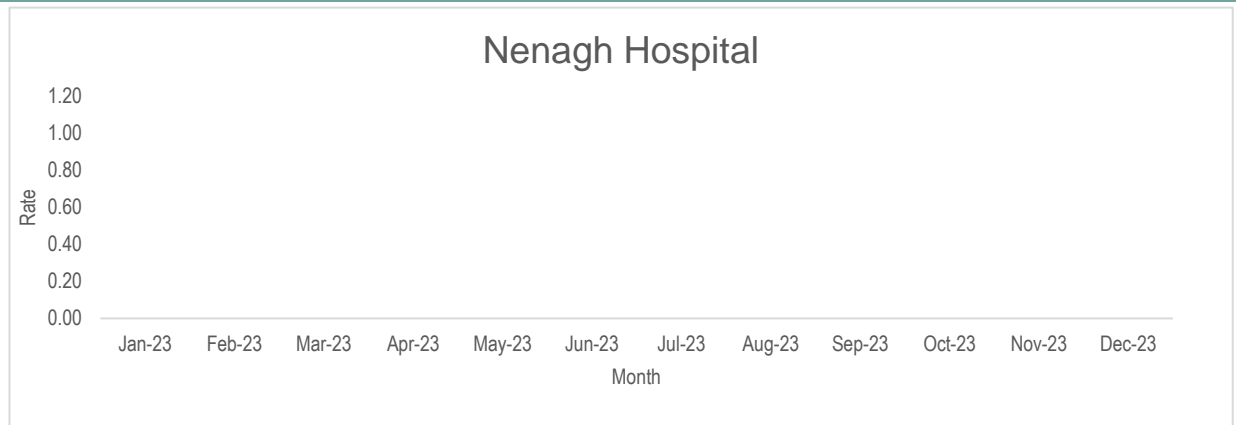 Nenagh Hospital
1.20
1.00
0.80
0.60
0.40
0.20
0.00
Rate
Jan-23 Feb-23 Mar-23 Apr-23 May-23 Jun-23 Jul-23 Aug-23 Sep-23 Oct-23 Nov-23 Dec-23
Month